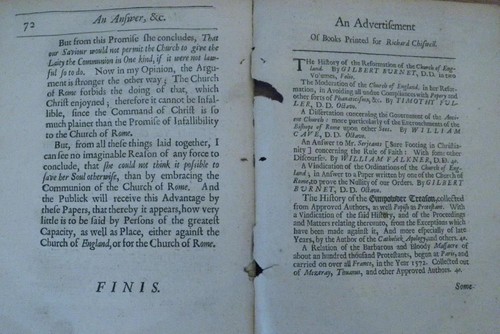 72
An Answer, &c.
But from this Promise she concludes, That
our Saviour would not permit the Church to give the
Laity the Communion in One kind, if it were not law-
ful so to do. Now in my Opinion, the Argu-
ment is stronger the other way; The Church
of Rome forbids the doing of that, which
Christ enjoyned; therefore it cannot be infal-
lible, since the Command of Christ is so
much plainer than the Promise of Infallibility
to the Church of Rome.
But, from all these things laid together, I
can see no imaginable Reason of any force to
conclude, that she could not think it possible to
save her Soul otherwise, than by embracing the
Communion of the Church of Rome. And
the Publick will receive this Advantage by
these Papers, that thereby it appears, how very
little is to be said by Persons of the greatest
Capacity, as well as Place, either against the
Church of England, or for the Church of Rome.
FINIS.
An Advertisement
Of Books Printed for Richard Chiswell.
THe History of the Reformation of the Church of Eng-
land. By GILBERT BURNET, D.D. in two
Volumes, Folio.
The Moderation of the Church of England, in her Refor-
mation, in Avoiding all undue Compliances with Popery and
other sorts of Phanaticism, &c. By TIMOTHY PUL-
LER, D.D. Octavo.
A Dissertation concerning the Government of the Anci-
ent Church: more particularly of the Encroachments of the
Bishops of Rome upon other Sees. By WILLIAM
CAVE, D.D. Octavo.
An Answer to Mr. Serjeants [Sure Footing in Christia-
nity] concerning the Rule of Faith: With some other
Discourses. By WILLIAM FALKNER, D.D. 4o.
A Vindication of the Ordinations of the Church of Eng-
land; in Answer to a Paper written by one of the Church of
Rome, to prove the Nullity of our Orders. By GILBERT
BURNET, D.D. Octavo.
The History of the Gunpowder Treason, collected
from Approved Authors, as well Popish as Protestant. With
a Vindication of the said History, and of the Proceedings
and Matters relating thereunto, from the Exceptions which
have been made against it, And more especially of late
Years, by the Author of the Catholick Apology, and others. 4o.
A Relation of the Barbarous and bloody Massacre of
about an hundred thousand Protestants, begun at Paris, and
carried on over all France, in the Year 1572. Collected out
of Mezeray, Thuanus, and other Approved Authors. 4o.
Some